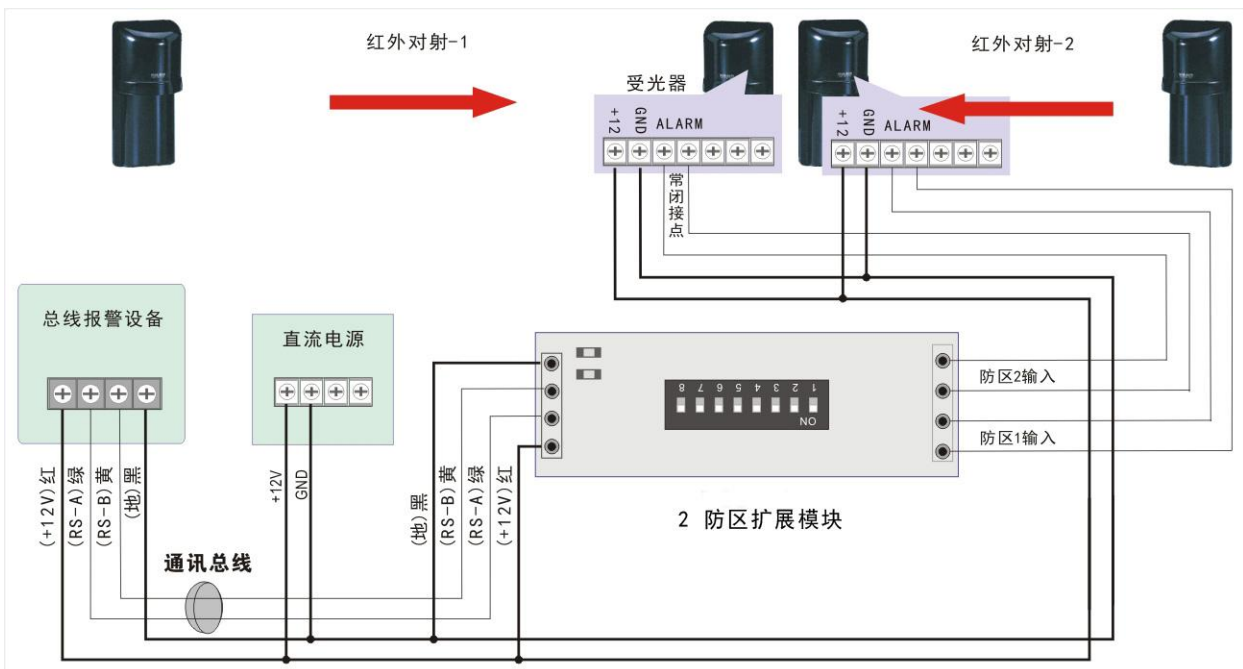 红外对射-1
红外对射-2
受光器
+12
GND
ALARM
+12
GND
ALARM
常闭接点
总线报警设备
直流电源
8 7 6 5 4 3 2 1
NO
防区2输入
防区1输入
(+12V)红
(RS-A)绿
(RS-B)黄
(地)黑
+12V
GND
(地)黑
(RS-B)黄
(RS-A)绿
(+12V)红
2 防区扩展模块
通讯总线